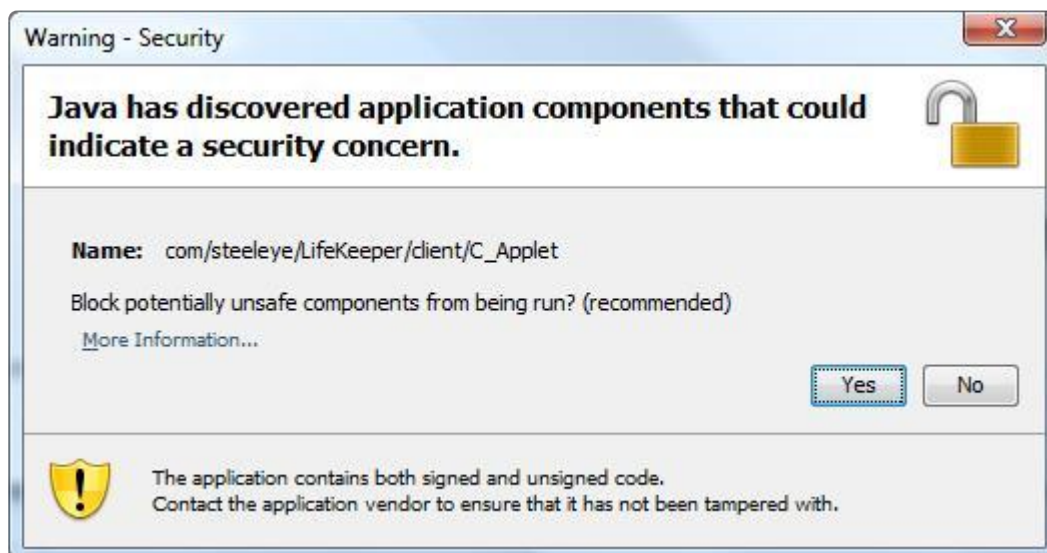 Warning - Security
Java has discovered application components that could
indicate a security concern.
Name: com/steeleye/LifeKeeper/client/C_Applet
Block potentially unsafe components from being run? (recommended)
More Information...
Yes No
The application contains both signed and unsigned code.
Contact the application vendor to ensure that it has not been tampered with.